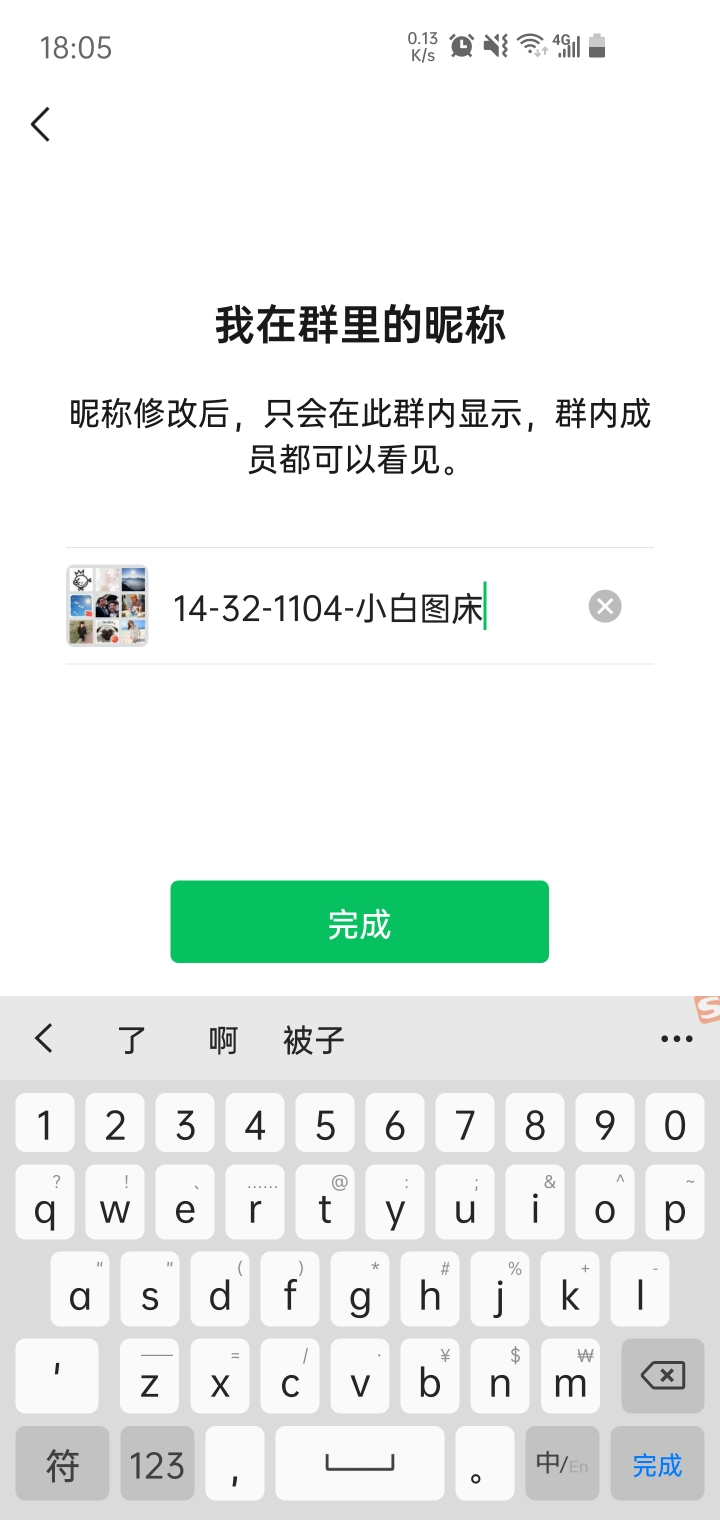 18:05
0.13
K/s
4G
我在群里的昵称
昵称修改后，只会在此群内显示，群内成
员都可以看见。
14-32-1104-小白图床
完成
了 啊 被子
1 2 3 4 5 6 7 8 9 0
? ! 、 …… @ : ; & ^ ~
q w e r t y u i o p
" " ( ) * # % + -
a s d f g h j k l
— = / · ¥ $ ₩
' z x c v b n m
符 123 , 。 中/En 完成